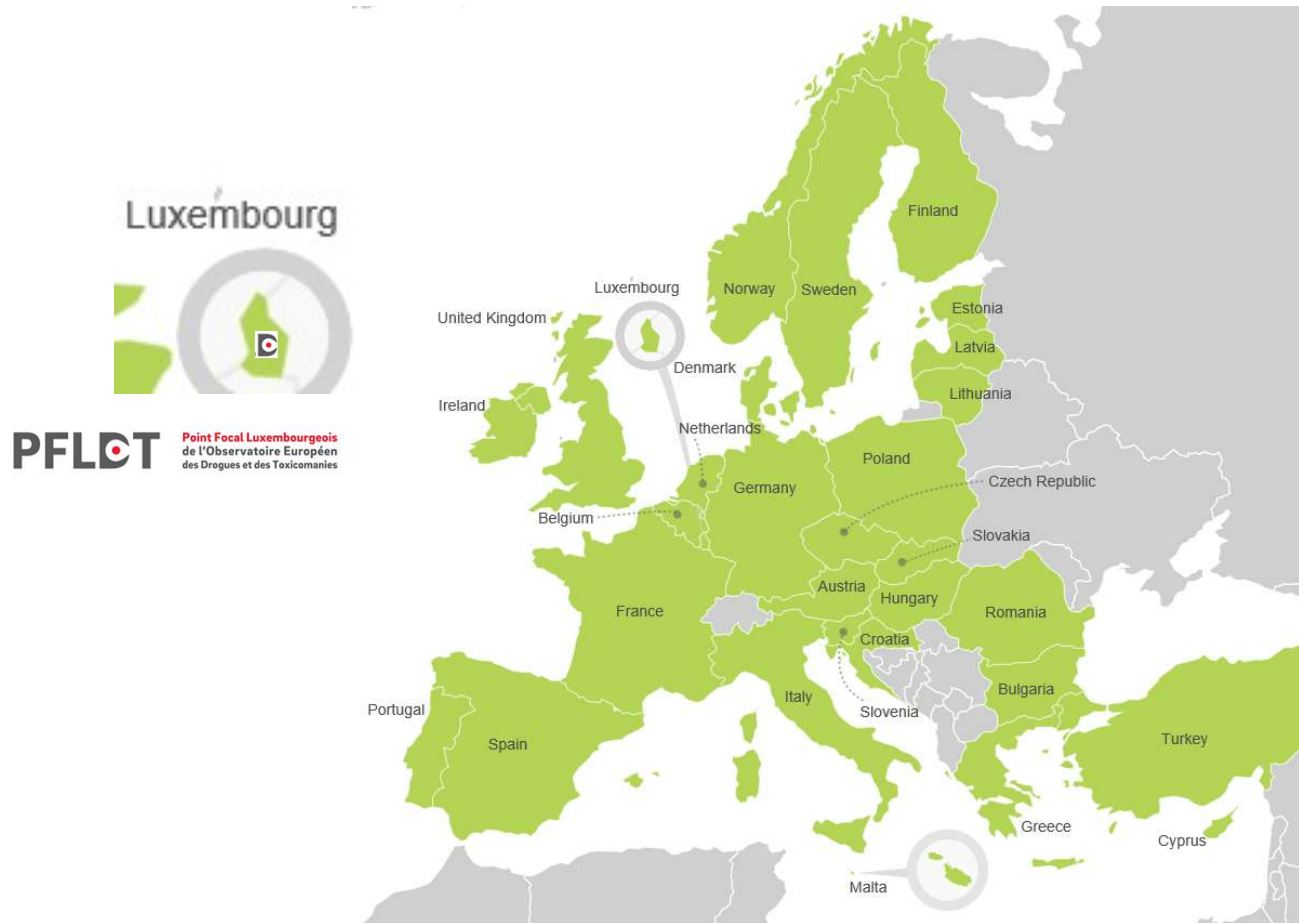 Luxembourg
PFLDT
Point Focal Luxembourgeois
de l'Observatoire Européen
des Drogues et des Toxicomanies
Finland
Luxembourg
Norway
Sweden
United Kingdom
Estonia
Latvia
Denmark
Lithuania
Ireland
Netherlands
Poland
Germany
Czech Republic
Belgium
Slovakia
Austria
Hungary
France
Romania
Croatia
Bulgaria
Italy
Portugal
Slovenia
Spain
Turkey
Greece
Cyprus
Malta